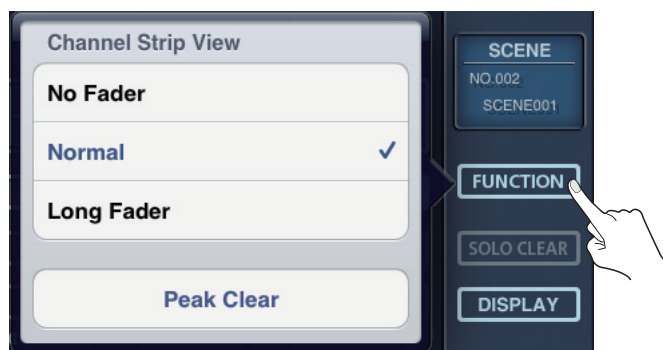 Channel Strip View
No Fader
Normal
Long Fader
Peak Clear
SCENE
NO.002
SCENE001
FUNCTION
SOLO CLEAR
DISPLAY